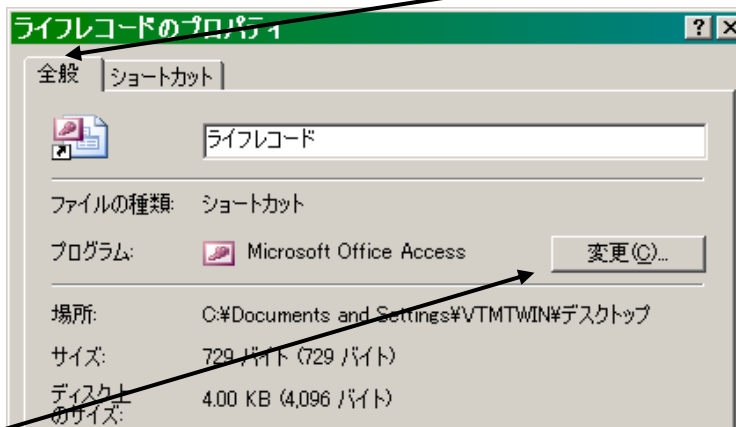 ライフレコードのプロパティ
全般 ショートカット
ライフレコード
ファイルの種類: ショートカット
プログラム: Microsoft Office Access 変更(C)...
場所: C:¥Documents and Settings¥VTMTWIN¥デスクトップ
サイズ: 729 バイト (729 バイト)
ディスク上
のサイズ: 4.00 KB (4,096 バイト)